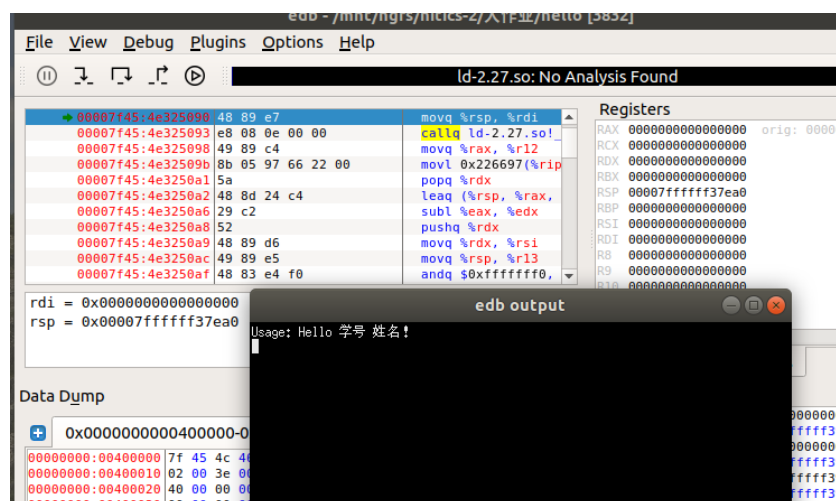 edb - /mnt/hgfs/hitics-2/大作业/hello [3832]
File View Debug Plugins Options Help
ld-2.27.so: No Analysis Found
00007f45:4e325090 48 89 e7 movq %rsp, %rdi
00007f45:4e325093 e8 08 0e 00 00 callq ld-2.27.so!_
00007f45:4e325098 49 89 c4 movq %rax, %r12
00007f45:4e32509b 8b 05 97 66 22 00 movl 0x226697(%rip
00007f45:4e3250a1 5a popq %rdx
00007f45:4e3250a2 48 8d 24 c4 leaq (%rsp, %rax,
00007f45:4e3250a6 29 c2 subl %eax, %edx
00007f45:4e3250a8 52 pushq %rdx
00007f45:4e3250a9 48 89 d6 movq %rdx, %rsi
00007f45:4e3250ac 49 89 e5 movq %rsp, %r13
00007f45:4e3250af 48 83 e4 f0 andq $0xfffffff0,
Registers
RAX 0000000000000000 orig: 0000
RCX 0000000000000000
RDX 0000000000000000
RBX 0000000000000000
RSP 00007ffffff37ea0
RBP 0000000000000000
RSI 0000000000000000
RDI 0000000000000000
R8 0000000000000000
R9 0000000000000000
R10 0000000000000000
rdi = 0x0000000000000000
rsp = 0x00007ffffff37ea0
edb output
Usage: Hello 学号 姓名!
Data Dump
0x0000000000400000-0
00000000:00400000 7f 45 4c 46
00000000:00400010 02 00 3e 00
00000000:00400020 40 00 00 00